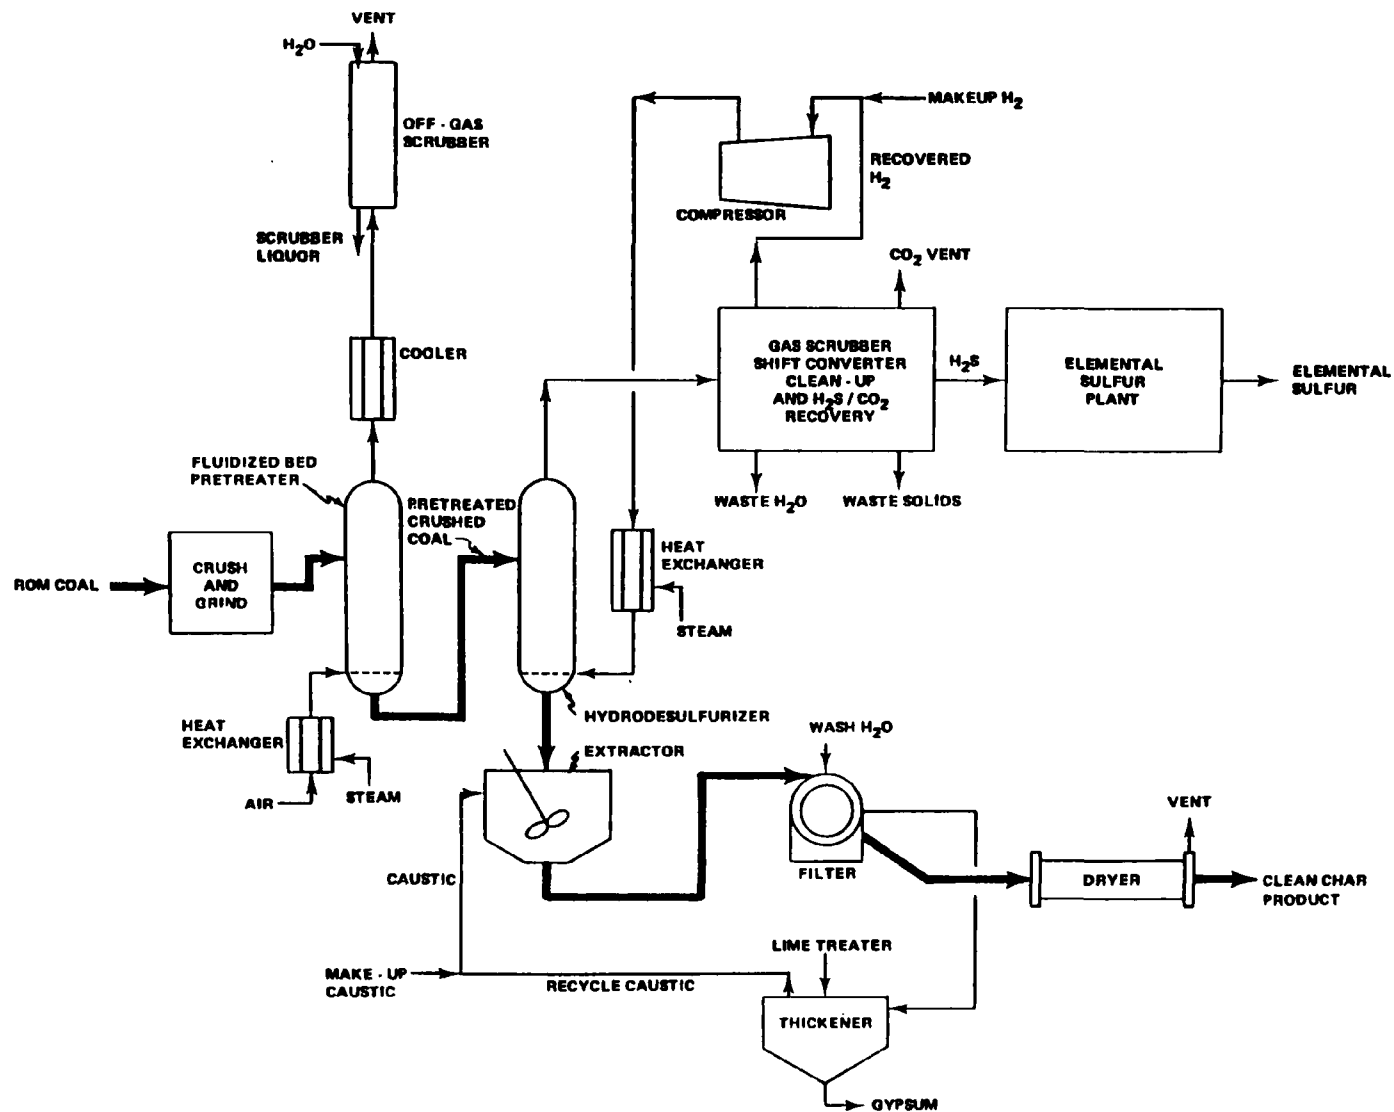 VENT
H2O
OFF - GAS
SCRUBBER
SCRUBBER
LIQUOR
COOLER
MAKEUP H2
RECOVERED
H2
COMPRESSOR
CO2 VENT
GAS SCRUBBER
SHIFT CONVERTER
CLEAN - UP
AND H2S / CO2
RECOVERY
H2S
ELEMENTAL
SULFUR
PLANT
ELEMENTAL
SULFUR
WASTE H2O
WASTE SOLIDS
FLUIDIZED BED
PRETREATER
PRETREATED
CRUSHED
COAL
HEAT
EXCHANGER
STEAM
ROM COAL
CRUSH
AND
GRIND
HYDRODESULFURIZER
HEAT
EXCHANGER
AIR
STEAM
EXTRACTOR
WASH H2O
FILTER
VENT
DRYER
CLEAN CHAR
PRODUCT
CAUSTIC
MAKE - UP
CAUSTIC
RECYCLE CAUSTIC
LIME TREATER
THICKENER
GYPSUM